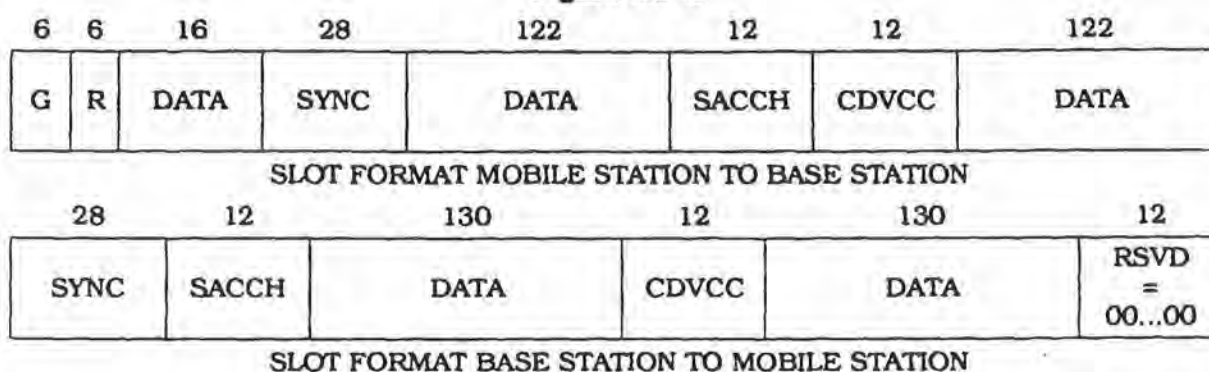 6 6 16 28 122 12 12 122
G R DATA SYNC DATA SACCH CDVCC DATA
SLOT FORMAT MOBILE STATION TO BASE STATION
28 12 130 12 130 12
SYNC SACCH DATA CDVCC DATA RSVD
=
00...00
SLOT FORMAT BASE STATION TO MOBILE STATION